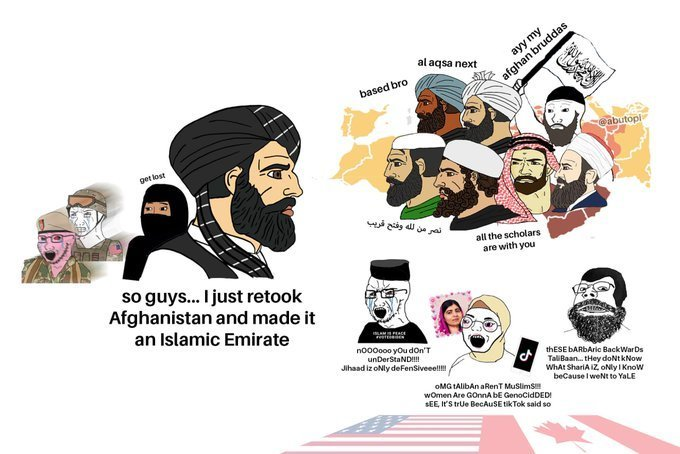 get lost
so guys... I just retook
Afghanistan and made it
an Islamic Emirate
based bro
al aqsa next
ayy my
afghan bruddas
@abutopi
نصر من لله وفتح قريب
all the scholars
are with you
ISLAM IS PEACE
#VOTEBIDEN
nOOOooo yOu dOn'T
unDerStaND!!!!
Jihaad iz oNly deFenSiveee!!!!!
oMG tAlibAn aRenT MuSlimS!!!
wOmen Are GOnnA bE GenoCidDED!
sEE, It'S trUe BecAuSE tikTok said so
thESE bARbAric BackWarDs
TaliBaan... tHey doNt kNow
WhAt ShariA iZ, oNly I KnoW
beCause I weNt to YaLE